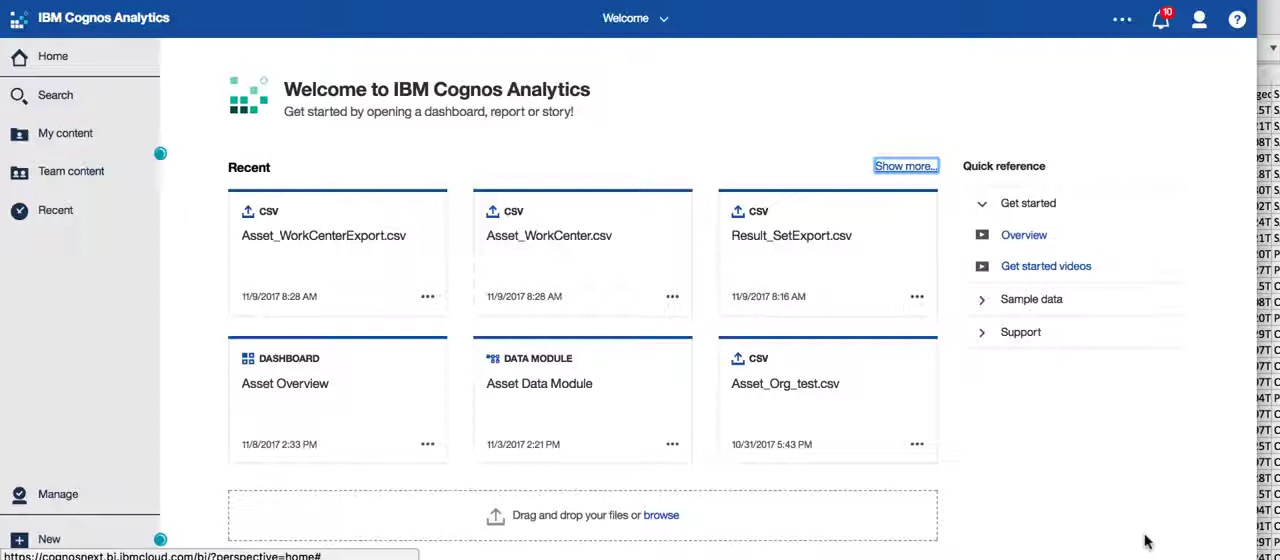 IBM Cognos Analytics
Welcome
10
?
Home
Search
My content
Team content
Recent
Manage
New
Welcome to IBM Cognos Analytics
Get started by opening a dashboard, report or story!
Recent
Show more...
CSV
Asset_WorkCenterExport.csv
11/9/2017 8:28 AM
CSV
Asset_WorkCenter.csv
11/9/2017 8:28 AM
CSV
Result_SetExport.csv
11/9/2017 8:16 AM
DASHBOARD
Asset Overview
11/8/2017 2:33 PM
DATA MODULE
Asset Data Module
11/3/2017 2:21 PM
CSV
Asset_Org_test.csv
10/31/2017 5:43 PM
Drag and drop your files or browse
Quick reference
Get started
Overview
Get started videos
Sample data
Support
https://cognosnext.bi.ibmcloud.com/bi/?perspective=home#